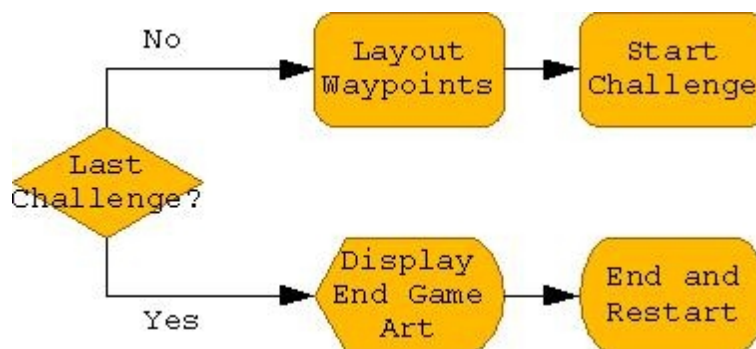 No
Layout
Waypoints
Start
Challenge
Last
Challenge?
Yes
Display
End Game
Art
End and
Restart